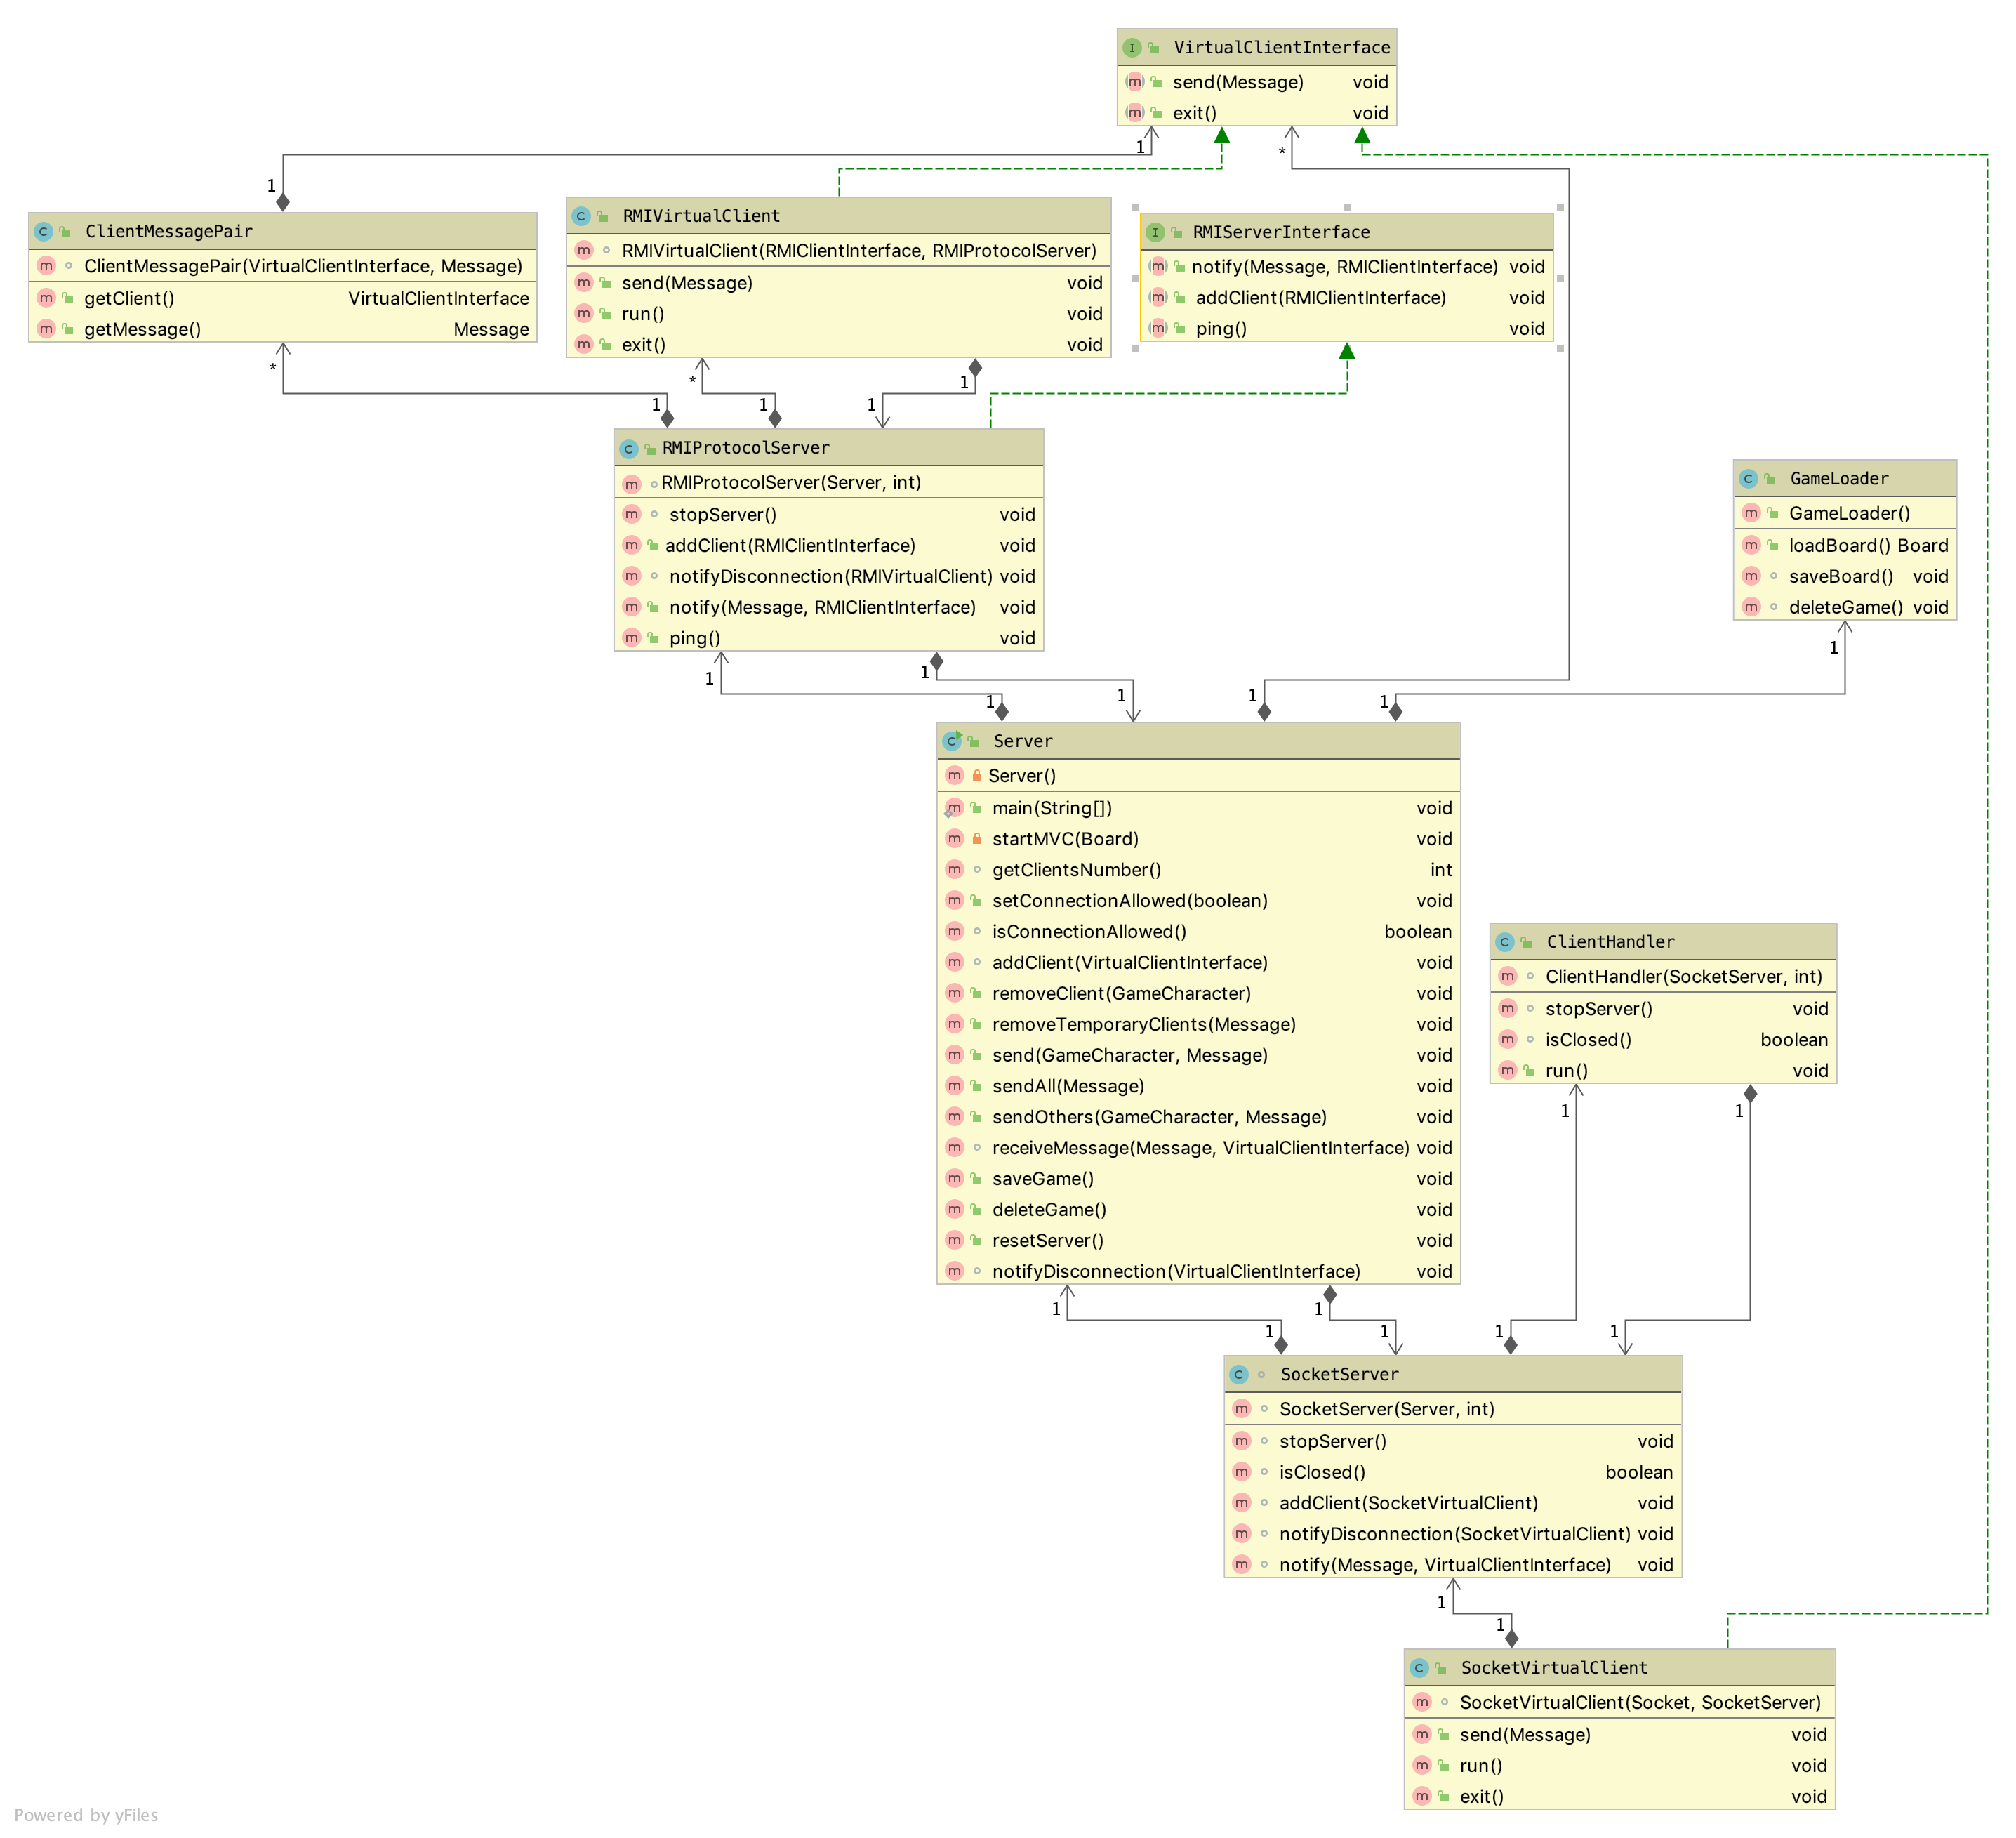 VirtualClientInterface
send(Message) void
exit() void
1
*
1
ClientMessagePair
ClientMessagePair(VirtualClientInterface, Message)
getClient() VirtualClientInterface
getMessage() Message
RMIVirtualClient
RMIVirtualClient(RMIClientInterface, RMIProtocolServer)
send(Message) void
run() void
exit() void
RMIServerInterface
notify(Message, RMIClientInterface) void
addClient(RMIClientInterface) void
ping() void
*
*
1
1
1
1
RMIProtocolServer
RMIProtocolServer(Server, int)
stopServer() void
addClient(RMIClientInterface) void
notifyDisconnection(RMIVirtualClient) void
notify(Message, RMIClientInterface) void
ping() void
GameLoader
GameLoader()
loadBoard() Board
saveBoard() void
deleteGame() void
1
1
1
1
1
1
1
Server
Server()
main(String[]) void
startMVC(Board) void
getClientsNumber() int
setConnectionAllowed(boolean) void
isConnectionAllowed() boolean
addClient(VirtualClientInterface) void
removeClient(GameCharacter) void
removeTemporaryClients(Message) void
send(GameCharacter, Message) void
sendAll(Message) void
sendOthers(GameCharacter, Message) void
receiveMessage(Message, VirtualClientInterface) void
saveGame() void
deleteGame() void
resetServer() void
notifyDisconnection(VirtualClientInterface) void
ClientHandler
ClientHandler(SocketServer, int)
stopServer() void
isClosed() boolean
run() void
1
1
1
1
1
1
1
1
SocketServer
SocketServer(Server, int)
stopServer() void
isClosed() boolean
addClient(SocketVirtualClient) void
notifyDisconnection(SocketVirtualClient) void
notify(Message, VirtualClientInterface) void
1
1
SocketVirtualClient
SocketVirtualClient(Socket, SocketServer)
send(Message) void
run() void
exit() void
Powered by yFiles